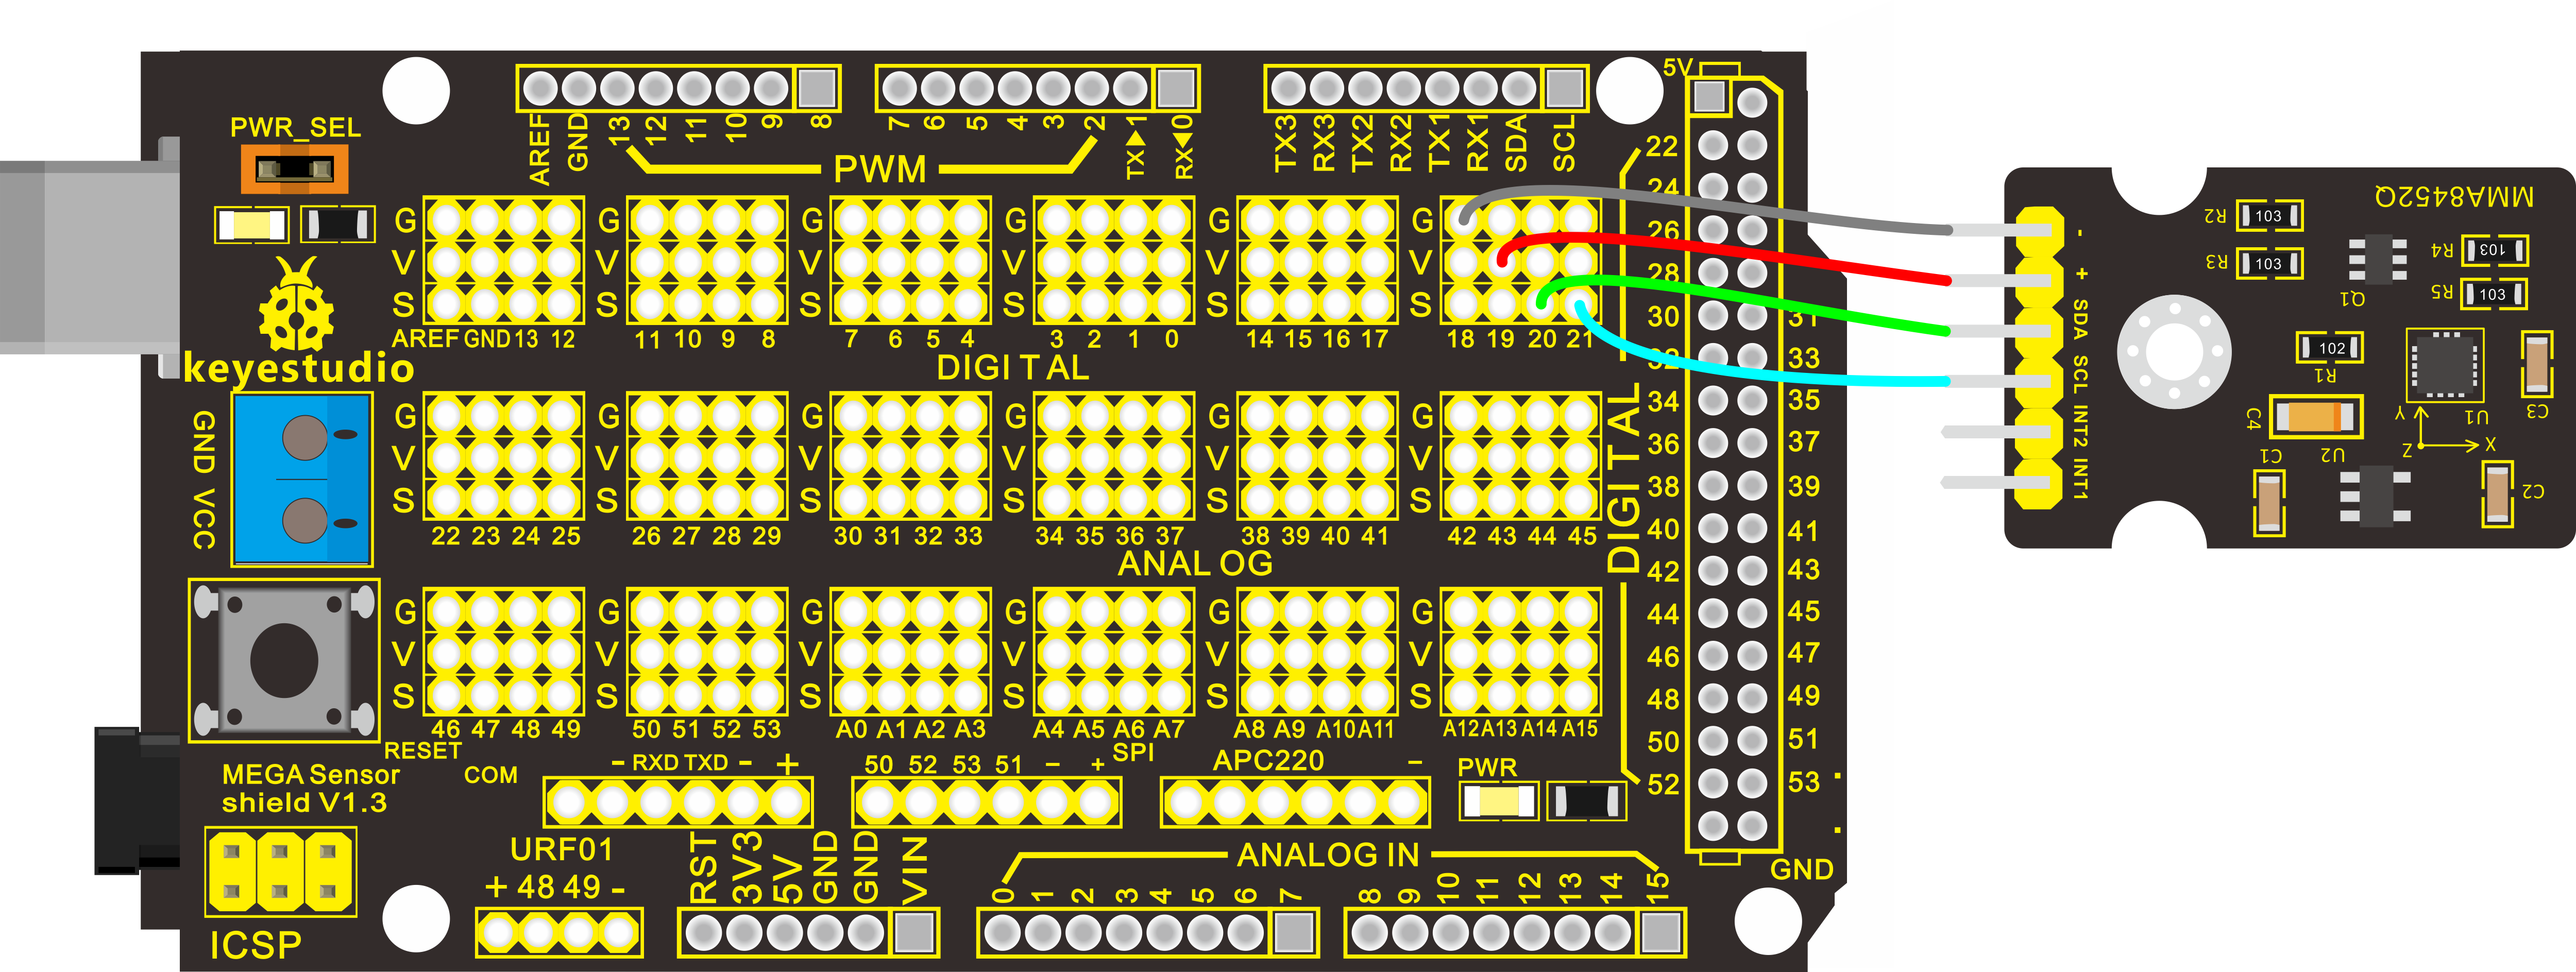 5V
PWR_SEL
AREF GND 13 12 11 10 9 8
7 6 5 4 3 2 TX▶1 RX◀0
TX3 RX3 TX2 RX2 TX1 RX1 SDA SCL
PWM
G G G G G G
V V V V V V
S S S S S S
AREF GND 13 12 11 10 9 8 7 6 5 4 3 2 1 0 14 15 16 17 18 19 20 21
DIGITAL
keyestudio
GND VCC
G G G G G G
V V V V V V
S S S S S S
22 23 24 25 26 27 28 29 30 31 32 33 34 35 36 37 38 39 40 41 42 43 44 45
ANALOG
G G G G G G
V V V V V V
S S S S S S
46 47 48 49 50 51 52 53 A0 A1 A2 A3 A4 A5 A6 A7 A8 A9 A10 A11 A12 A13 A14 A15
RESET
COM
- RXD TXD - +
50 52 53 51 - +
SPI
APC220 -
PWR
MEGA Sensor
shield V1.3
URF01
+ 48 49 -
ICSP
RST 3V3 5V GND GND VIN
ANALOG IN
0 1 2 3 4 5 6 7
8 9 10 11 12 13 14 15
DIGITAL
22
24
26
28
30 31
32 33
34 35
36 37
38 39
40 41
42 43
44 45
46 47
48 49
50 51
52 53
GND
MMA8452Q
-
+
SDA
SCL
INT2
INT1
R2 103
R3 103
R4 103
R5 103
Q1
102
R1
C4
U2
C1
U1
C3
C2
Y
Z X